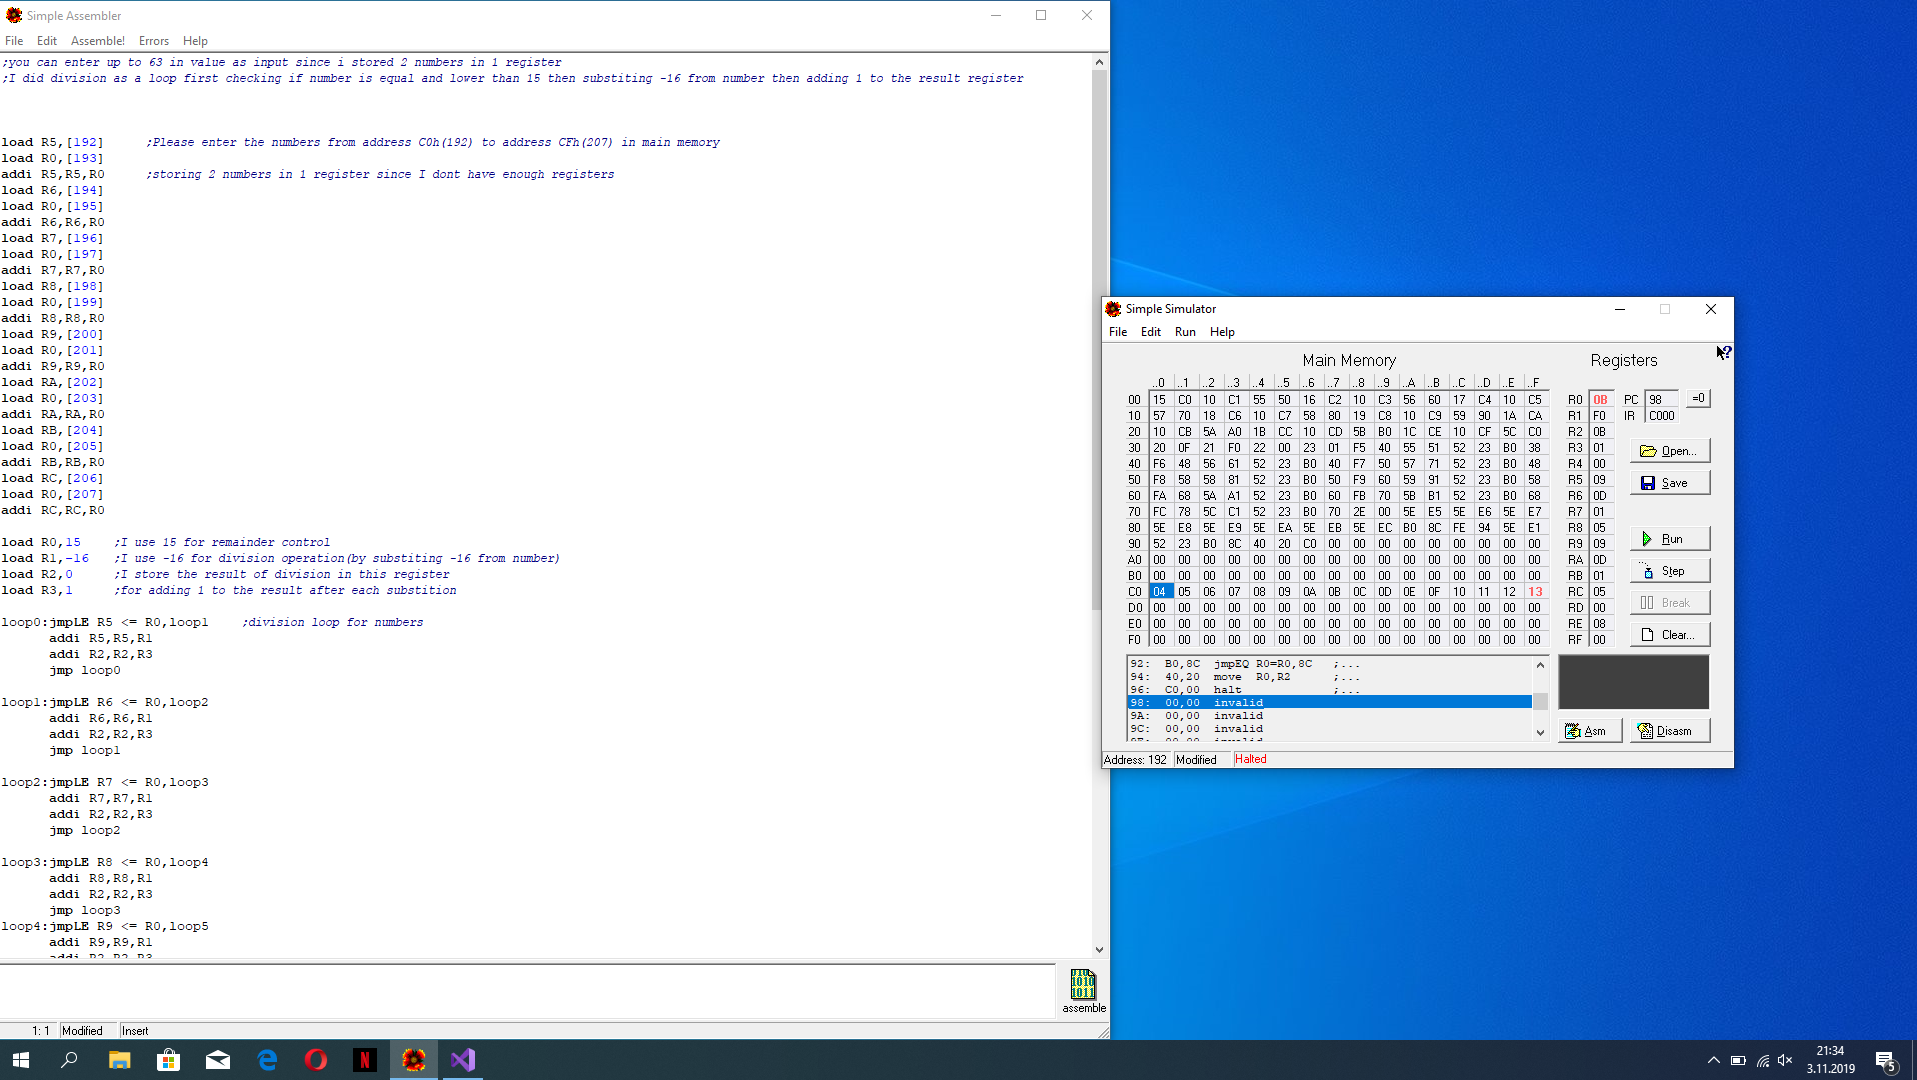 Simple Assembler
File Edit Assemble! Errors Help
;you can enter up to 63 in value as input since i stored 2 numbers in 1 register
;I did division as a loop first checking if number is equal and lower than 15 then substiting -16 from number then adding 1 to the result register
load R5,[192] ;Please enter the numbers from address C0h(192) to address CFh(207) in main memory
load R0,[193]
addi R5,R5,R0 ;storing 2 numbers in 1 register since I dont have enough registers
load R6,[194]
load R0,[195]
addi R6,R6,R0
load R7,[196]
load R0,[197]
addi R7,R7,R0
load R8,[198]
load R0,[199]
addi R8,R8,R0
load R9,[200]
load R0,[201]
addi R9,R9,R0
load RA,[202]
load R0,[203]
addi RA,RA,R0
load RB,[204]
load R0,[205]
addi RB,RB,R0
load RC,[206]
load R0,[207]
addi RC,RC,R0
load R0,15 ;I use 15 for remainder control
load R1,-16 ;I use -16 for division operation(by substiting -16 from number)
load R2,0 ;I store the result of division in this register
load R3,1 ;for adding 1 to the result after each substition
loop0:jmpLE R5 <= R0,loop1 ;division loop for numbers
addi R5,R5,R1
addi R2,R2,R3
jmp loop0
loop1:jmpLE R6 <= R0,loop2
addi R6,R6,R1
addi R2,R2,R3
jmp loop1
loop2:jmpLE R7 <= R0,loop3
addi R7,R7,R1
addi R2,R2,R3
jmp loop2
loop3:jmpLE R8 <= R0,loop4
addi R8,R8,R1
addi R2,R2,R3
jmp loop3
loop4:jmpLE R9 <= R0,loop5
addi R9,R9,R1
addi R2,R2,R3
assemble
1: 1 Modified Insert
Simple Simulator
File Edit Run Help
Main Memory
..0 ..1 ..2 ..3 ..4 ..5 ..6 ..7 ..8 ..9 ..A ..B ..C ..D ..E ..F
00 15 C0 10 C1 55 50 16 C2 10 C3 56 60 17 C4 10 C5
10 57 70 18 C6 10 C7 58 80 19 C8 10 C9 59 90 1A CA
20 10 CB 5A A0 1B CC 10 CD 5B B0 1C CE 10 CF 5C C0
30 20 0F 21 F0 22 00 23 01 F5 40 55 51 52 23 B0 38
40 F6 48 56 61 52 23 B0 40 F7 50 57 71 52 23 B0 48
50 F8 58 58 81 52 23 B0 50 F9 60 59 91 52 23 B0 58
60 FA 68 5A A1 52 23 B0 60 FB 70 5B B1 52 23 B0 68
70 FC 78 5C C1 52 23 B0 70 2E 00 5E E5 5E E6 5E E7
80 5E E8 5E E9 5E EA 5E EB 5E EC B0 8C FE 94 5E E1
90 52 23 B0 8C 40 20 C0 00 00 00 00 00 00 00 00 00
A0 00 00 00 00 00 00 00 00 00 00 00 00 00 00 00 00
B0 00 00 00 00 00 00 00 00 00 00 00 00 00 00 00 00
C0 04 05 06 07 08 09 0A 0B 0C 0D 0E 0F 10 11 12 13
D0 00 00 00 00 00 00 00 00 00 00 00 00 00 00 00 00
E0 00 00 00 00 00 00 00 00 00 00 00 00 00 00 00 00
F0 00 00 00 00 00 00 00 00 00 00 00 00 00 00 00 00
92: B0,8C jmpEQ R0=R0,8C ;...
94: 40,20 move R0,R2 ;...
96: C0,00 halt ;...
98: 00,00 invalid
9A: 00,00 invalid
9C: 00,00 invalid
9E: 00,00 invalid
Registers
R0 0B
R1 F0
R2 0B
R3 01
R4 00
R5 09
R6 0D
R7 01
R8 05
R9 09
RA 0D
RB 01
RC 05
RD 00
RE 08
RF 00
PC 98 =0
IR C000
Open...
Save
Run
Step
Break
Clear...
Asm Disasm
Address: 192 Modified Halted
21:34
3.11.2019
5